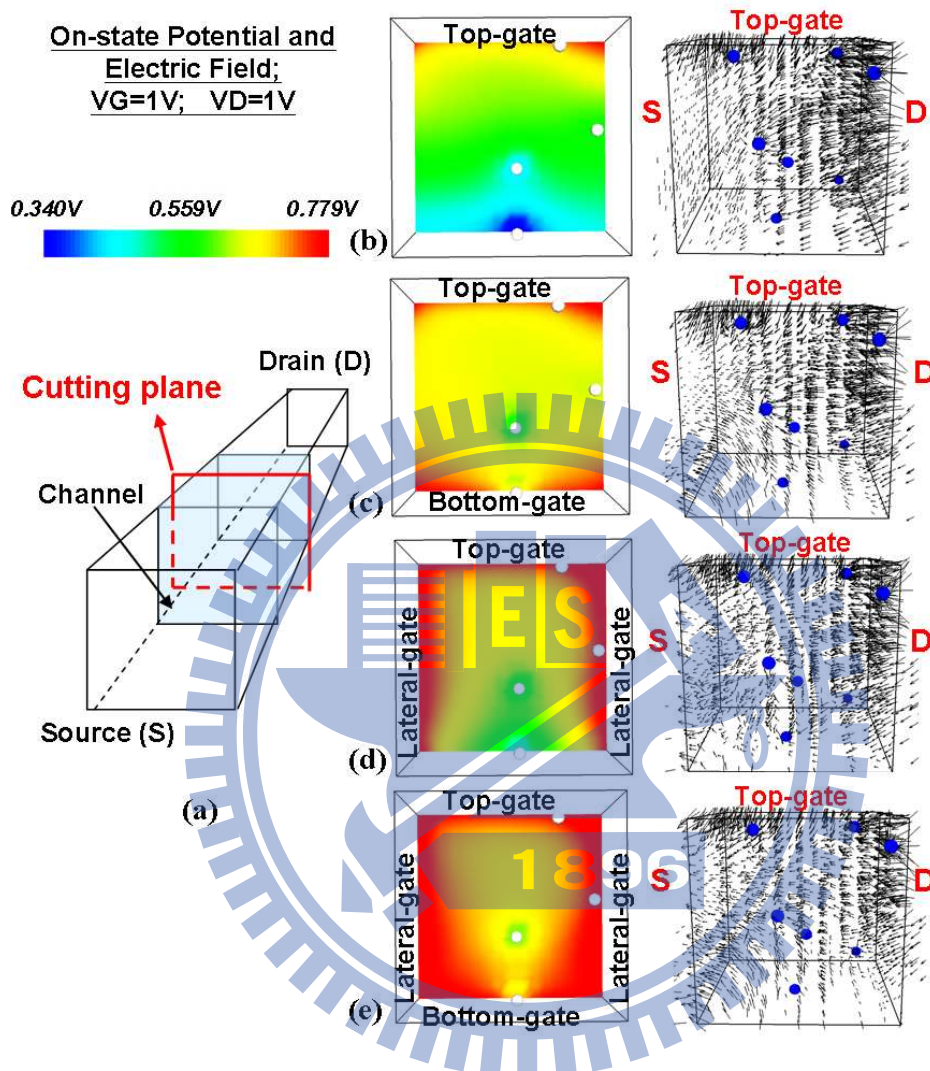 On-state Potential and
Electric Field;
VG=1V; VD=1V
0.340V 0.559V 0.779V
Cutting plane
Drain (D)
Channel
Source (S)
(a)
Top-gate
(b)
Top-gate
S
D
Top-gate
Bottom-gate
(c)
Top-gate
S
D
Top-gate
Lateral-gate
Lateral-gate
(d)
Top-gate
S
D
Top-gate
Lateral-gate
Lateral-gate
Bottom-gate
(e)
Top-gate
S
D
ES
1896